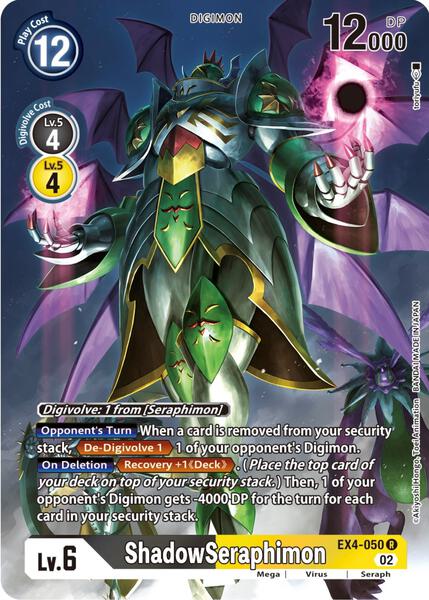 DIGIMON
Play Cost
12
12000
DP
toriyufu
Digivolve Cost
Lv.5
4
Lv.5
4
©Akiyoshi Hongo, Toei Animation BANDAI MADE IN JAPAN
Digivolve: 1 from [Seraphimon]
Opponent's Turn When a card is removed from your security
stack, De-Digivolve 1 1 of your opponent's Digimon.
On Deletion Recovery +1《Deck》. (Place the top card of
your deck on top of your security stack.) Then, 1 of your
opponent's Digimon gets -4000 DP for the turn for each
card in your security stack.
Lv.6
ShadowSeraphimon
EX4-050 R
02
Mega Virus Seraph